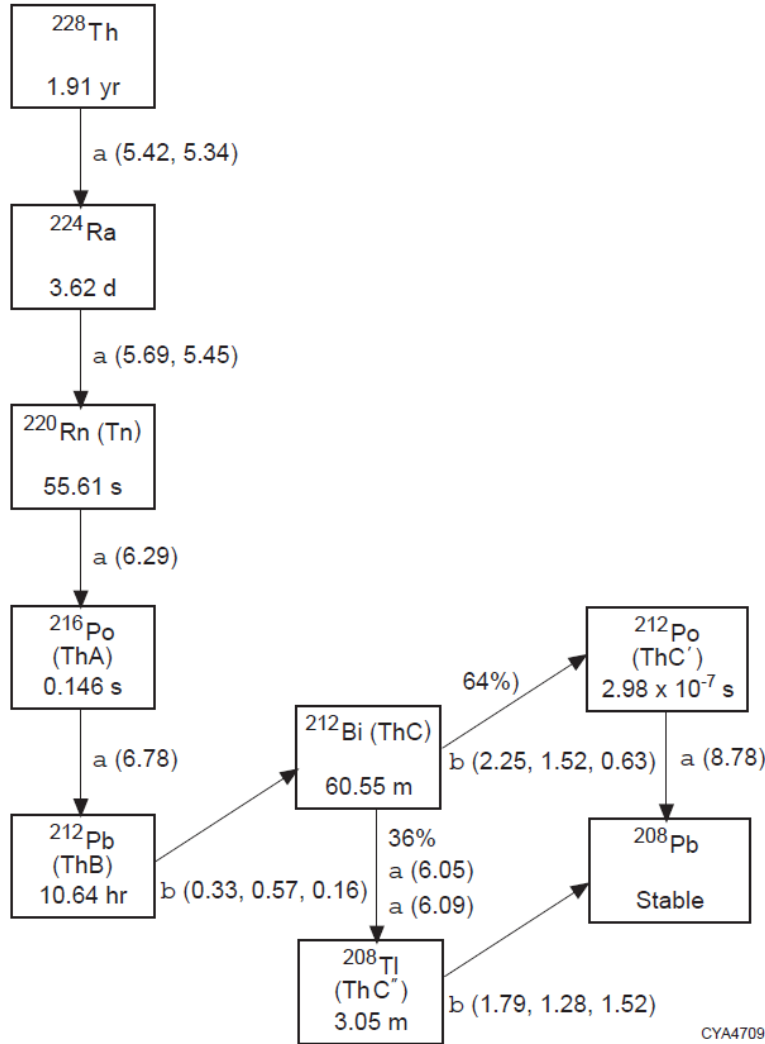 ²²⁸Th
1.91 yr
a (5.42, 5.34)
²²⁴Ra
3.62 d
a (5.69, 5.45)
²²⁰Rn (Tn)
55.61 s
a (6.29)
²¹⁶Po
(ThA)
0.146 s
a (6.78)
²¹²Pb
(ThB)
10.64 hr
b (0.33, 0.57, 0.16)
²¹²Bi (ThC)
60.55 m
64%)
b (2.25, 1.52, 0.63)
²¹²Po
(ThC′)
2.98 x 10⁻⁷ s
a (8.78)
36%
a (6.05)
a (6.09)
²⁰⁸Tl
(ThC″)
3.05 m
b (1.79, 1.28, 1.52)
²⁰⁸Pb
Stable
CYA4709